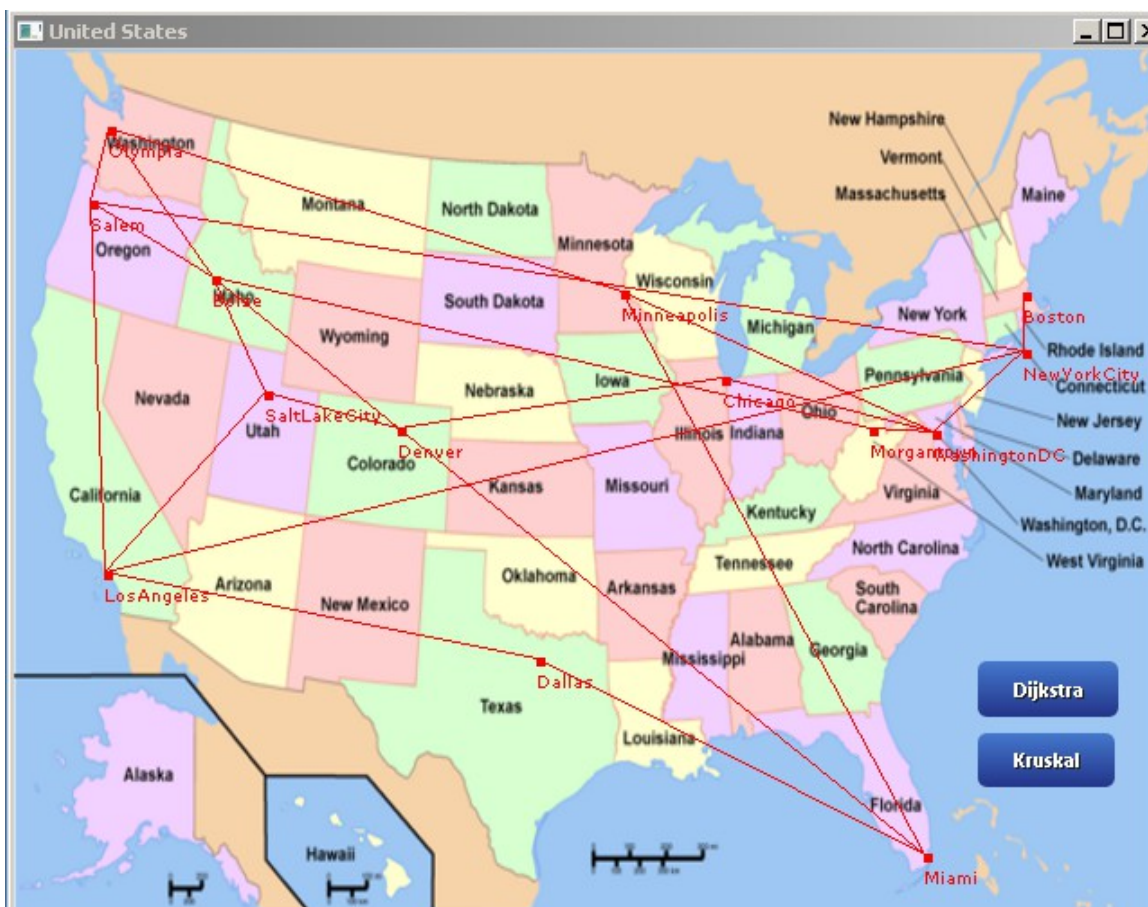 United States
New Hampshire
Vermont
Massachusetts
Washington
Olympia
Montana
North Dakota
Minnesota
Maine
Salem
Oregon
Idaho
Boise
Wyoming
South Dakota
Wisconsin
Minneapolis
Michigan
New York
Boston
Rhode Island
NewYorkCity
Connecticut
Nevada
Nebraska
Iowa
Chicago
Pennsylvania
Ohio
New Jersey
SaltLakeCity
Utah
Denver
Colorado
Kansas
Missouri
Illinois
Indiana
Morgantown
WashingtonDC
Delaware
Maryland
Virginia
California
Kentucky
Washington, D.C.
West Virginia
LosAngeles
Arizona
New Mexico
Oklahoma
Arkansas
Tennessee
North Carolina
South
Carolina
Dallas
Texas
Mississippi
Alabama
Georgia
Louisiana
Dijkstra
Kruskal
Alaska
Hawaii
Florida
Miami